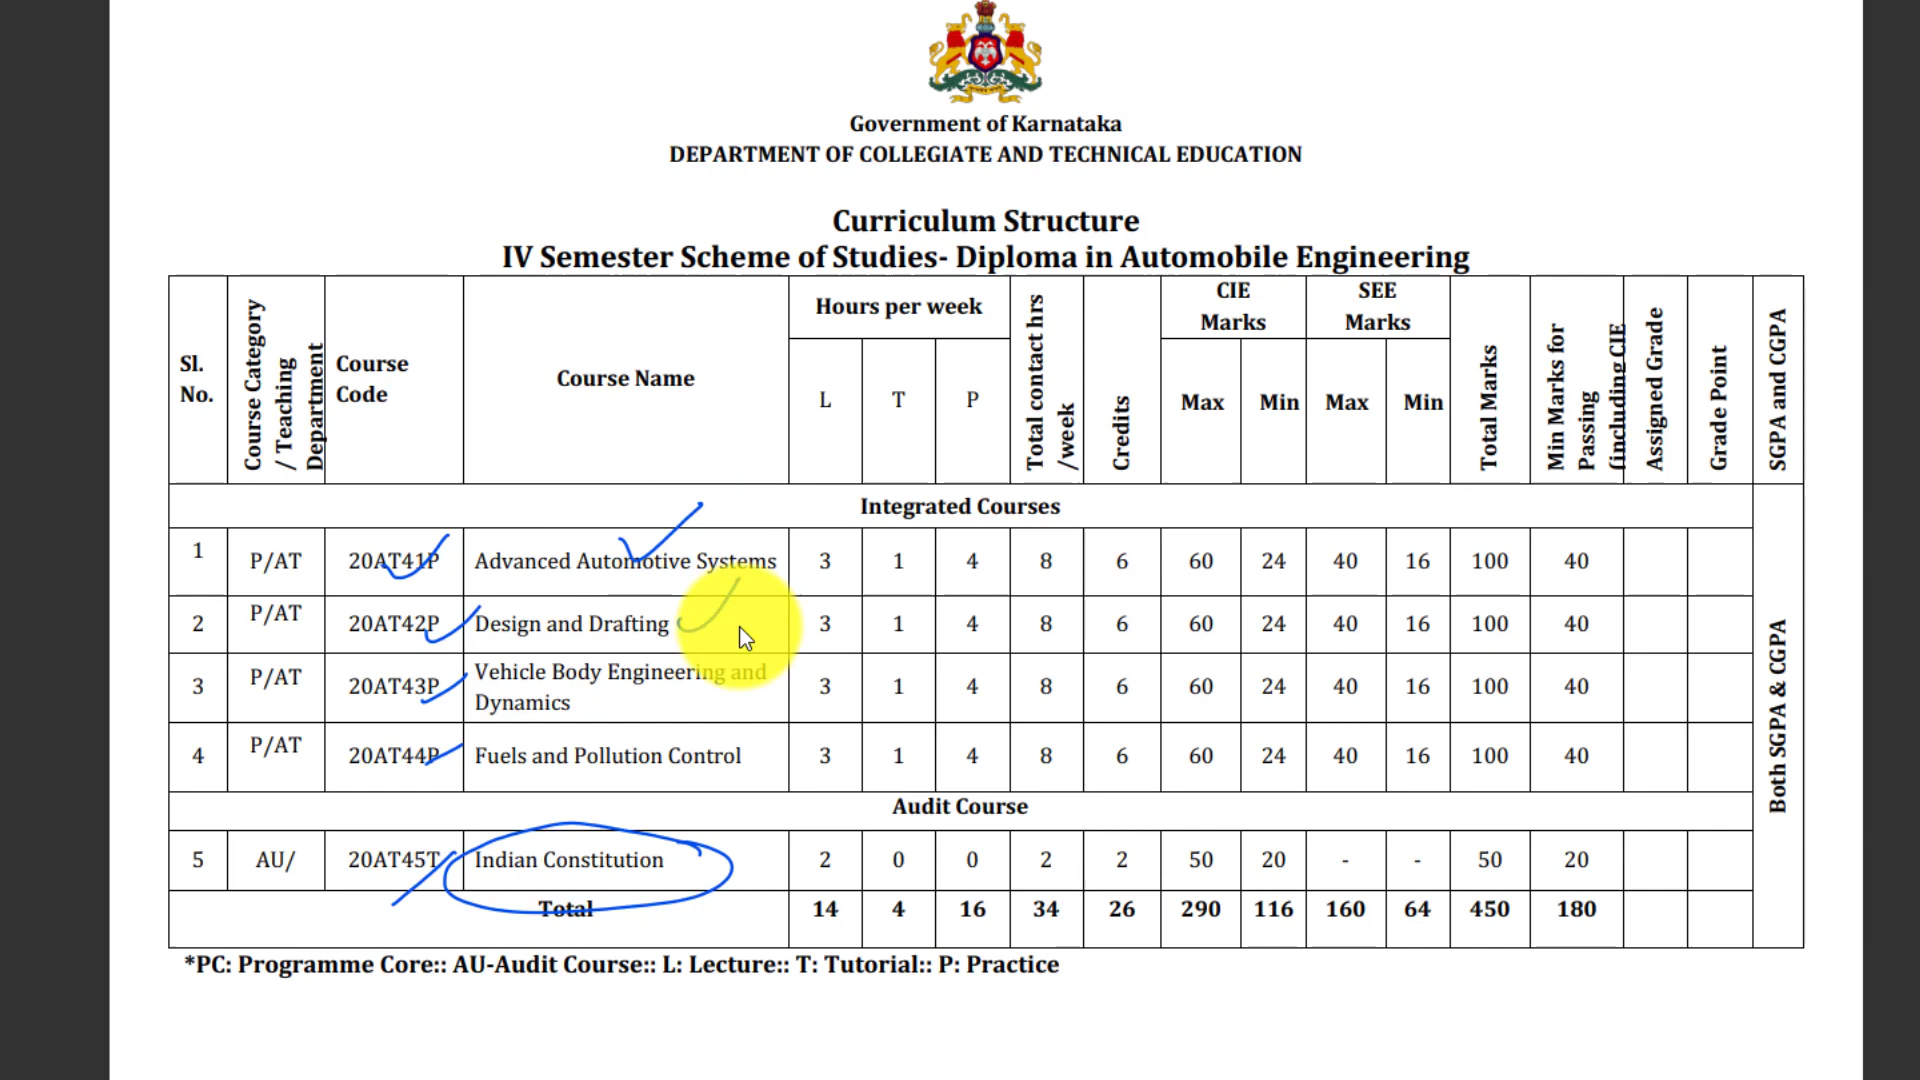 Government of Karnataka
DEPARTMENT OF COLLEGIATE AND TECHNICAL EDUCATION
Curriculum Structure
IV Semester Scheme of Studies- Diploma in Automobile Engineering
Sl. No.
Course Category / Teaching Department
Course Code
Course Name
Hours per week
L T P
Total contact hrs /week
Credits
CIE Marks
Max Min
SEE Marks
Max Min
Total Marks
Min Marks for Passing (including CIE
Assigned Grade
Grade Point
SGPA and CGPA
Integrated Courses
1 P/AT 20AT41P Advanced Automotive Systems 3 1 4 8 6 60 24 40 16 100 40
2 P/AT 20AT42P Design and Drafting 3 1 4 8 6 60 24 40 16 100 40
3 P/AT 20AT43P Vehicle Body Engineering and Dynamics 3 1 4 8 6 60 24 40 16 100 40
4 P/AT 20AT44P Fuels and Pollution Control 3 1 4 8 6 60 24 40 16 100 40
Both SGPA & CGPA
Audit Course
5 AU/ 20AT45T Indian Constitution 2 0 0 2 2 50 20 - - 50 20
Total 14 4 16 34 26 290 116 160 64 450 180
*PC: Programme Core:: AU-Audit Course:: L: Lecture:: T: Tutorial:: P: Practice